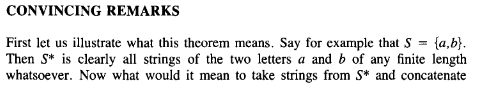 CONVINCING REMARKS
First let us illustrate what this theorem means. Say for example that S = {a,b}.
Then S* is clearly all strings of the two letters a and b of any finite length
whatsoever. Now what would it mean to take strings from S* and concatenate